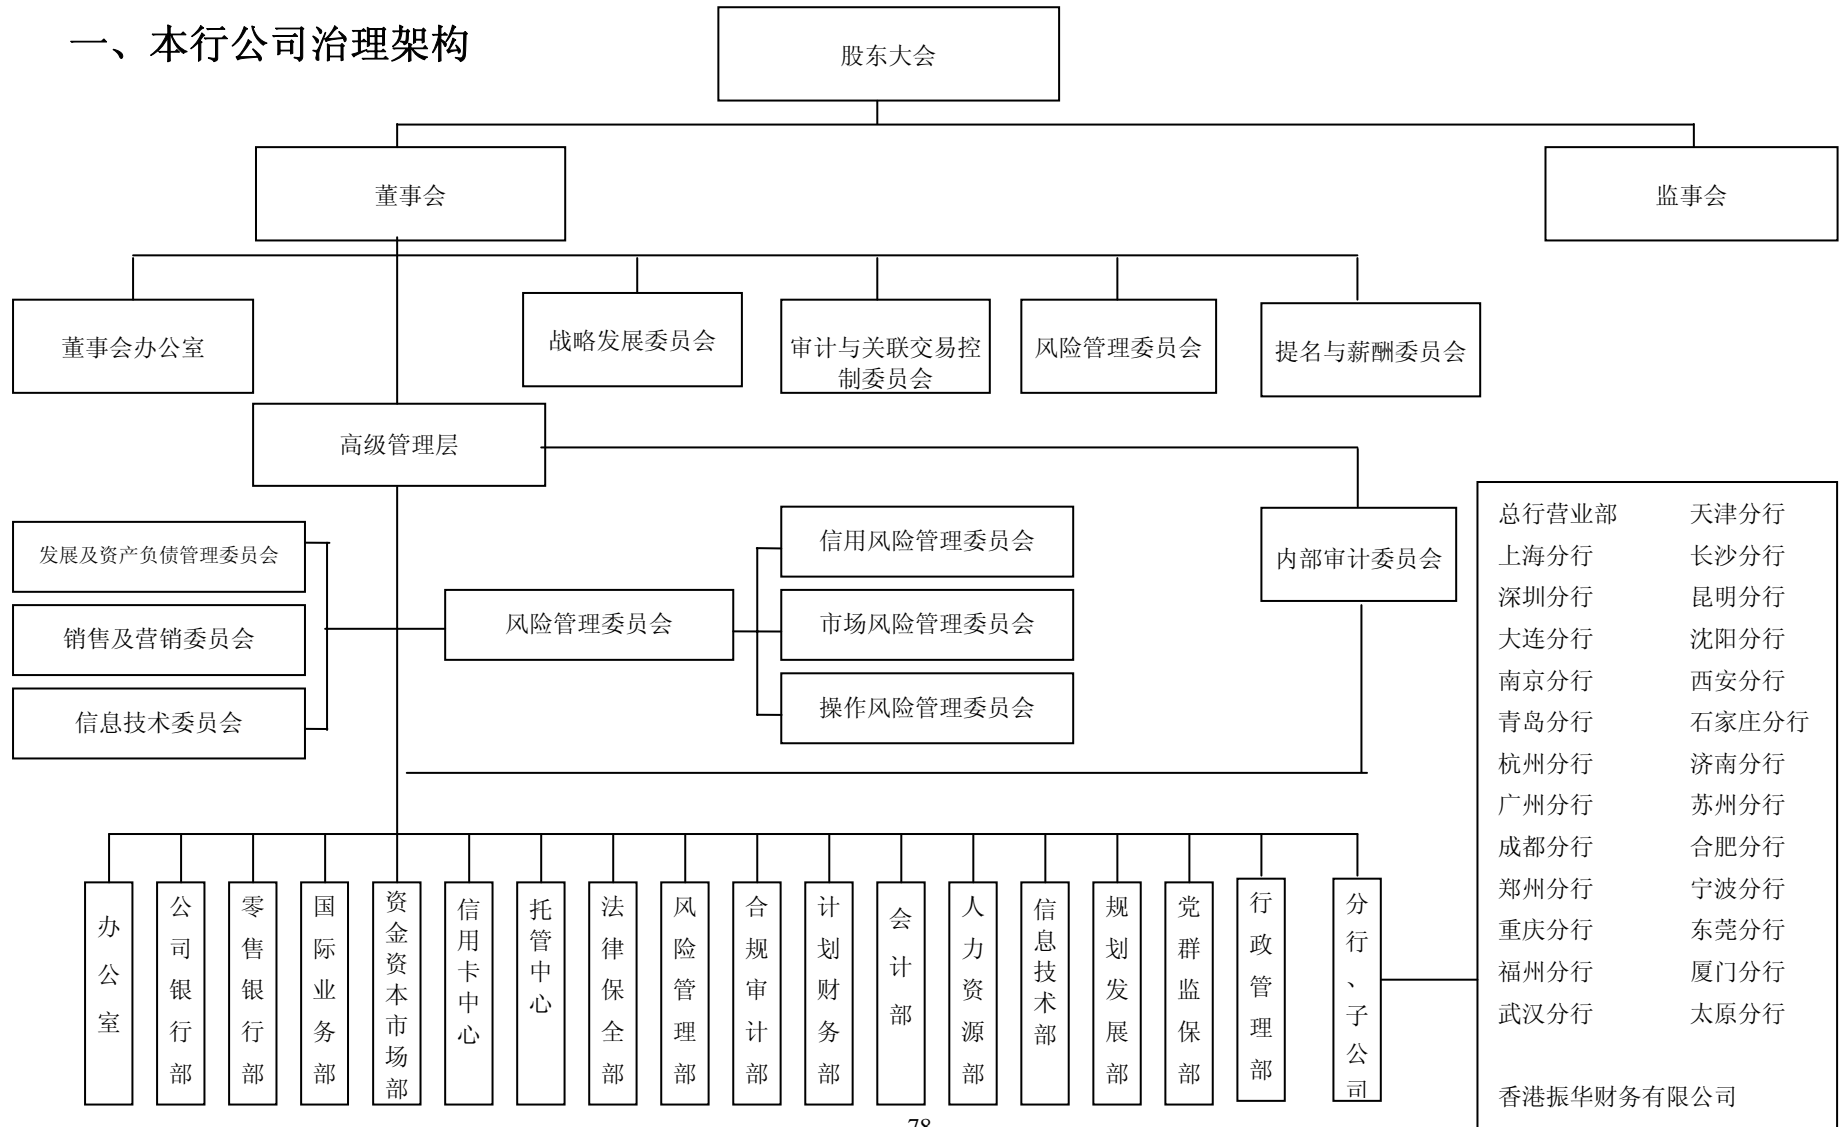 一、本行公司治理架构
股东大会
董事会
监事会
董事会办公室
战略发展委员会
审计与关联交易控
制委员会
风险管理委员会
提名与薪酬委员会
高级管理层
发展及资产负债管理委员会
销售及营销委员会
信息技术委员会
风险管理委员会
信用风险管理委员会
市场风险管理委员会
操作风险管理委员会
内部审计委员会
总行营业部 天津分行
上海分行 长沙分行
深圳分行 昆明分行
大连分行 沈阳分行
南京分行 西安分行
青岛分行 石家庄分行
杭州分行 济南分行
广州分行 苏州分行
成都分行 合肥分行
郑州分行 宁波分行
重庆分行 东莞分行
福州分行 厦门分行
武汉分行 太原分行
香港振华财务有限公司
办公室
公司银行部
零售银行部
国际业务部
资金资本市场部
信用卡中心
托管中心
法律保全部
风险管理部
合规审计部
计划财务部
会计部
人力资源部
信息技术部
规划发展部
党群监保部
行政管理部
分行、子公司
78